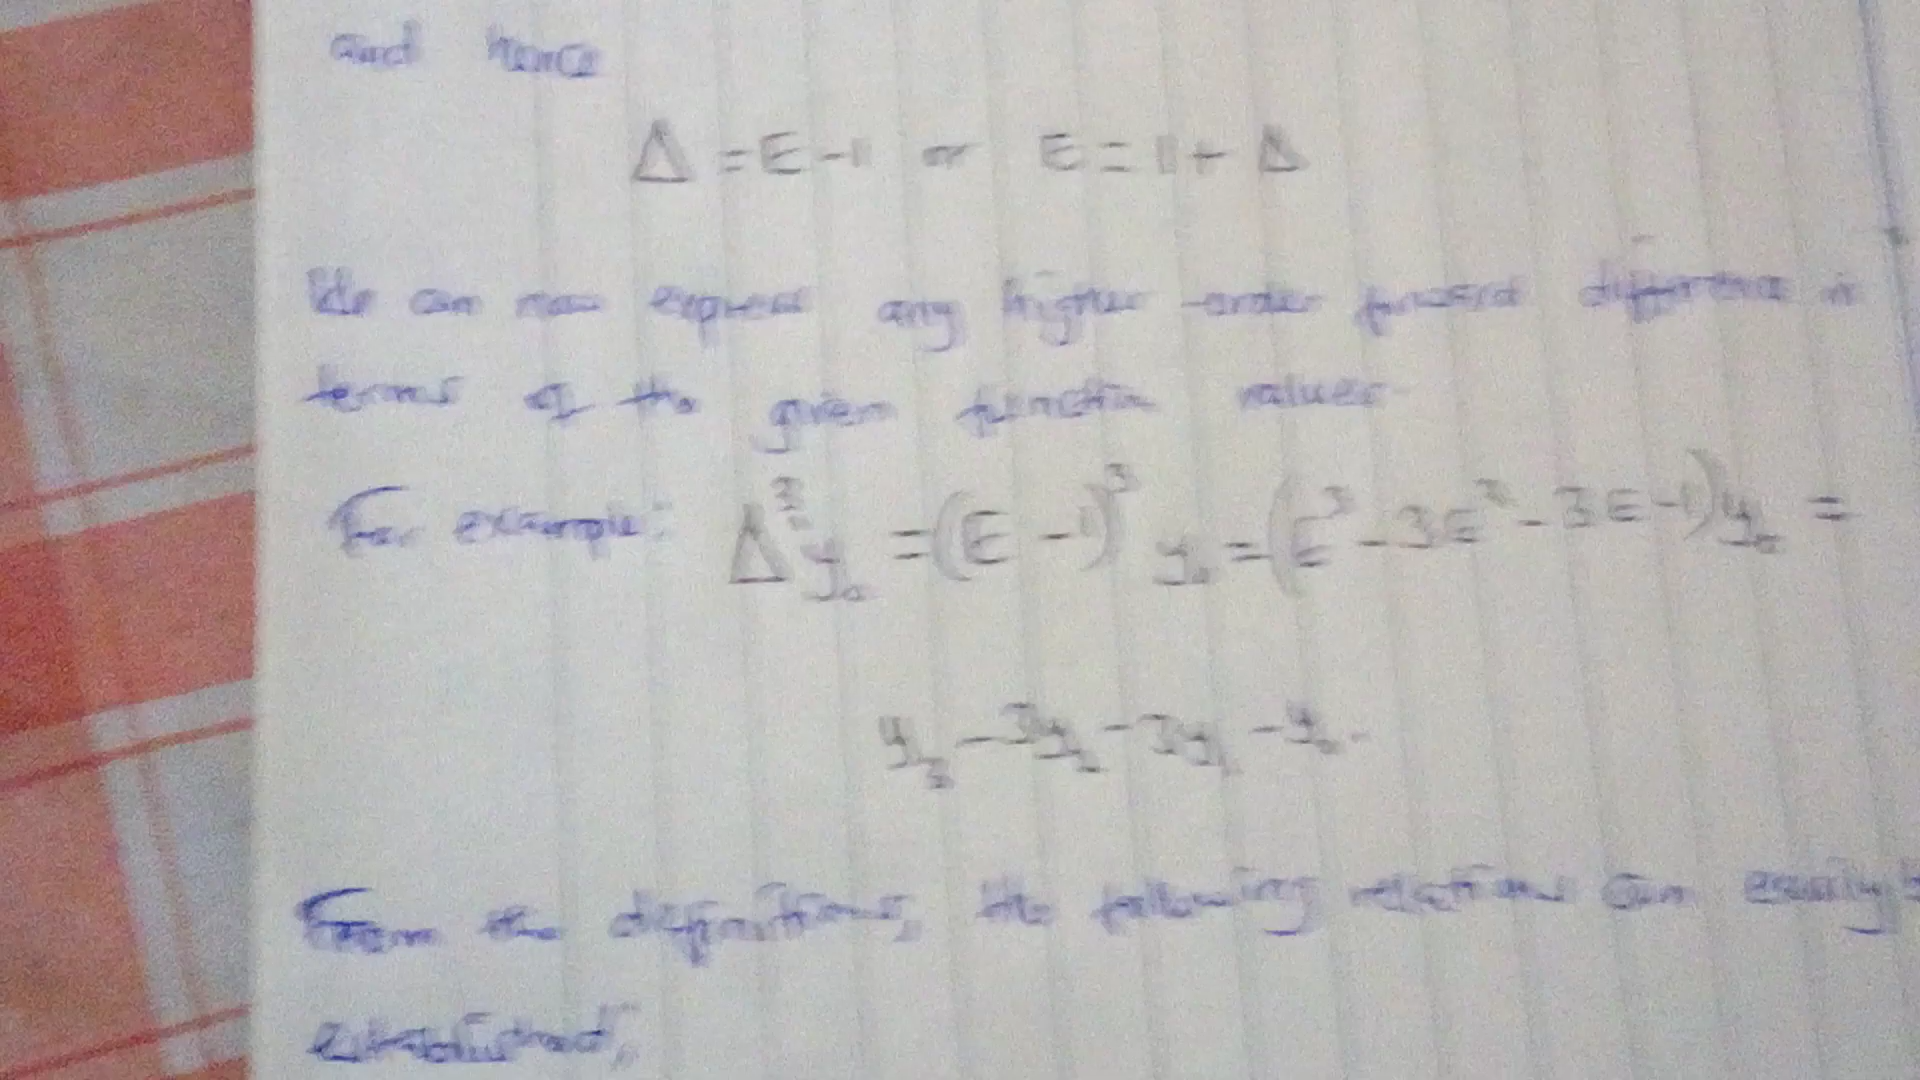 and hence
Δ = E - 1 or E = 1 + Δ
We can now express any higher-order forward difference in
terms of the given function values.
For example: Δ³y₀ = (E - 1)³ y₀ = (E³ - 3E² - 3E - 1)y₀ =
y₃ - 3y₂ - 3y₁ - y₀.
From the definitions, the following relations can easily
established;